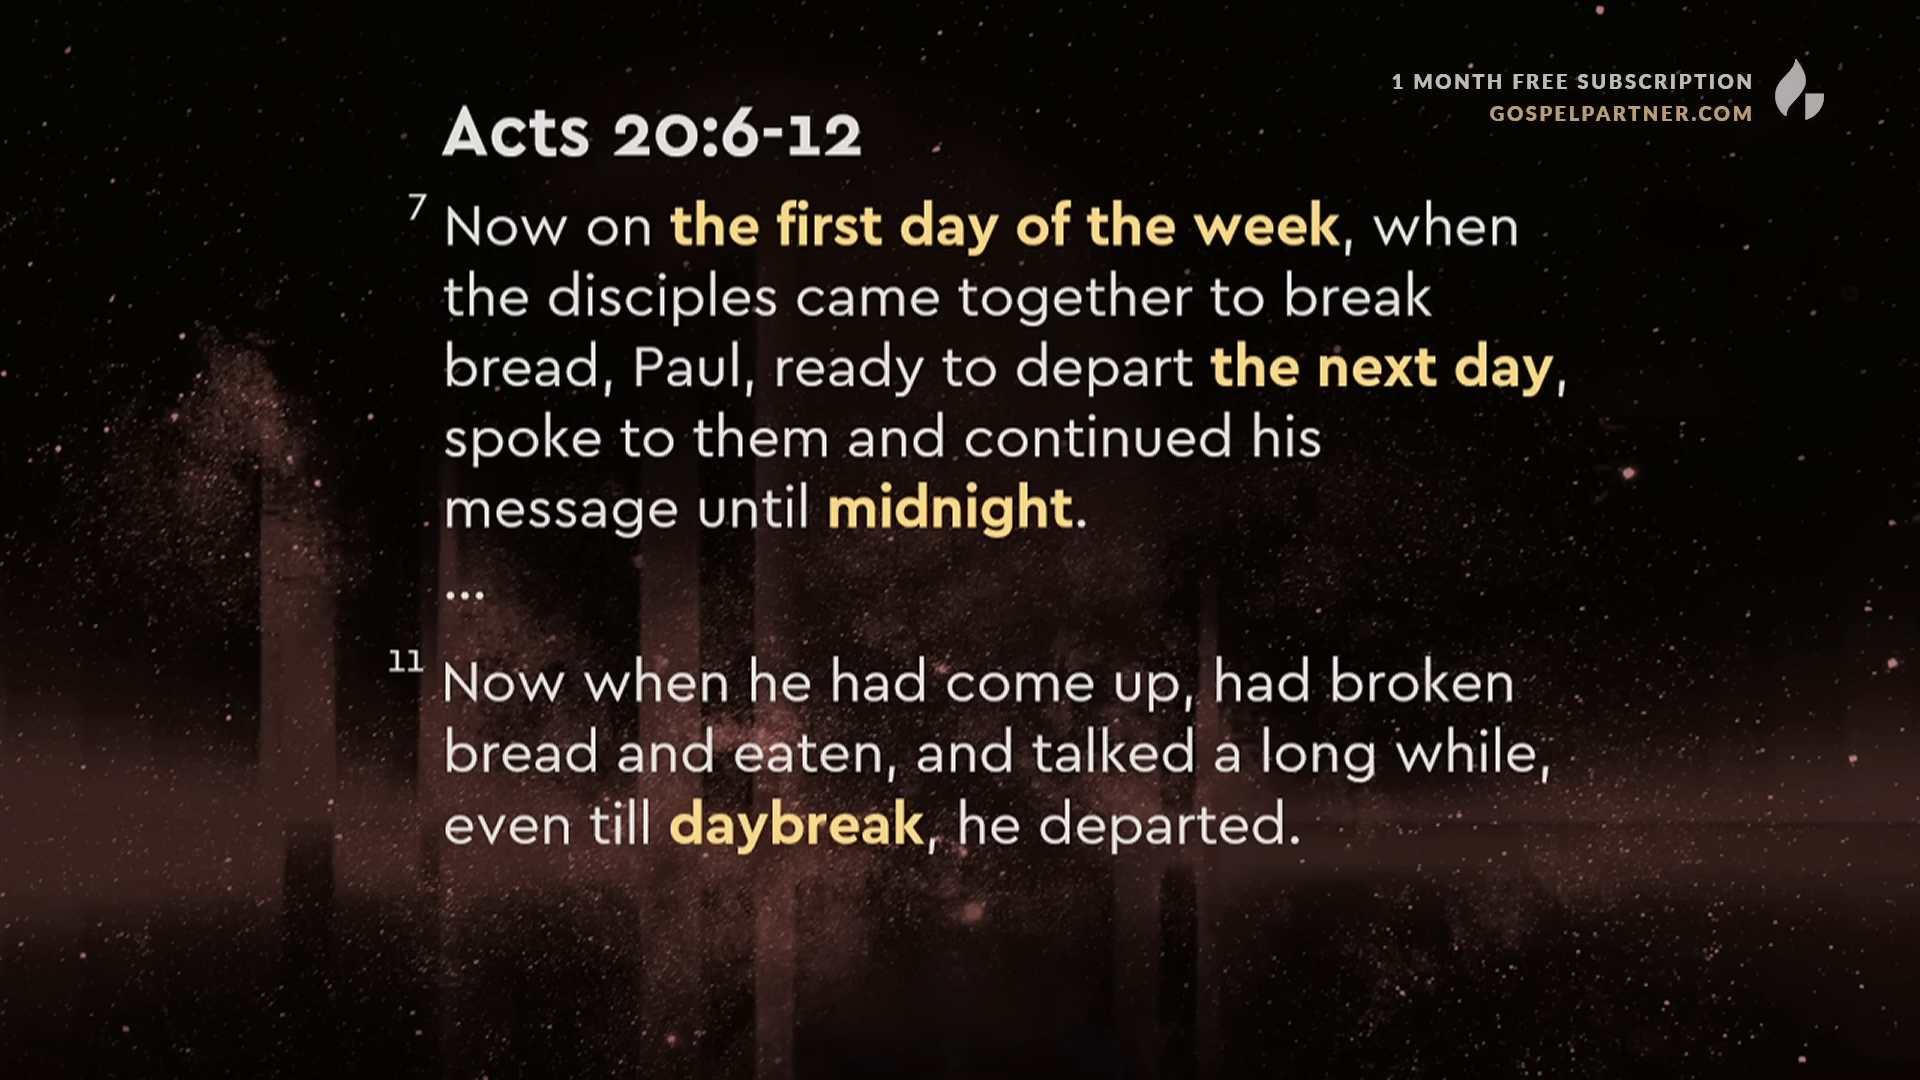 1 MONTH FREE SUBSCRIPTION
GOSPELPARTNER.COM
Acts 20:6-12
7 Now on the first day of the week, when
the disciples came together to break
bread, Paul, ready to depart the next day,
spoke to them and continued his
message until midnight.
...
11 Now when he had come up, had broken
bread and eaten, and talked a long while,
even till daybreak, he departed.